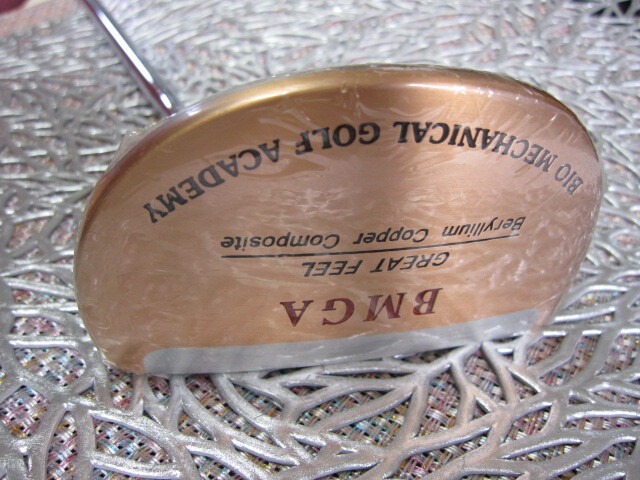 BMGA
GREAT FEEL
Beryllium Copper Composite
BIO MECHANICAL GOLF ACADEMY